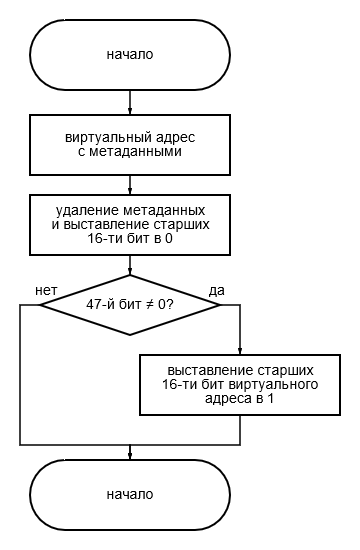 начало
виртуальный адрес
с метаданными
удаление метаданных
и выставление старших
16-ти бит в 0
нет
да
47-й бит ≠ 0?
выставление старших
16-ти бит виртуального
адреса в 1
начало